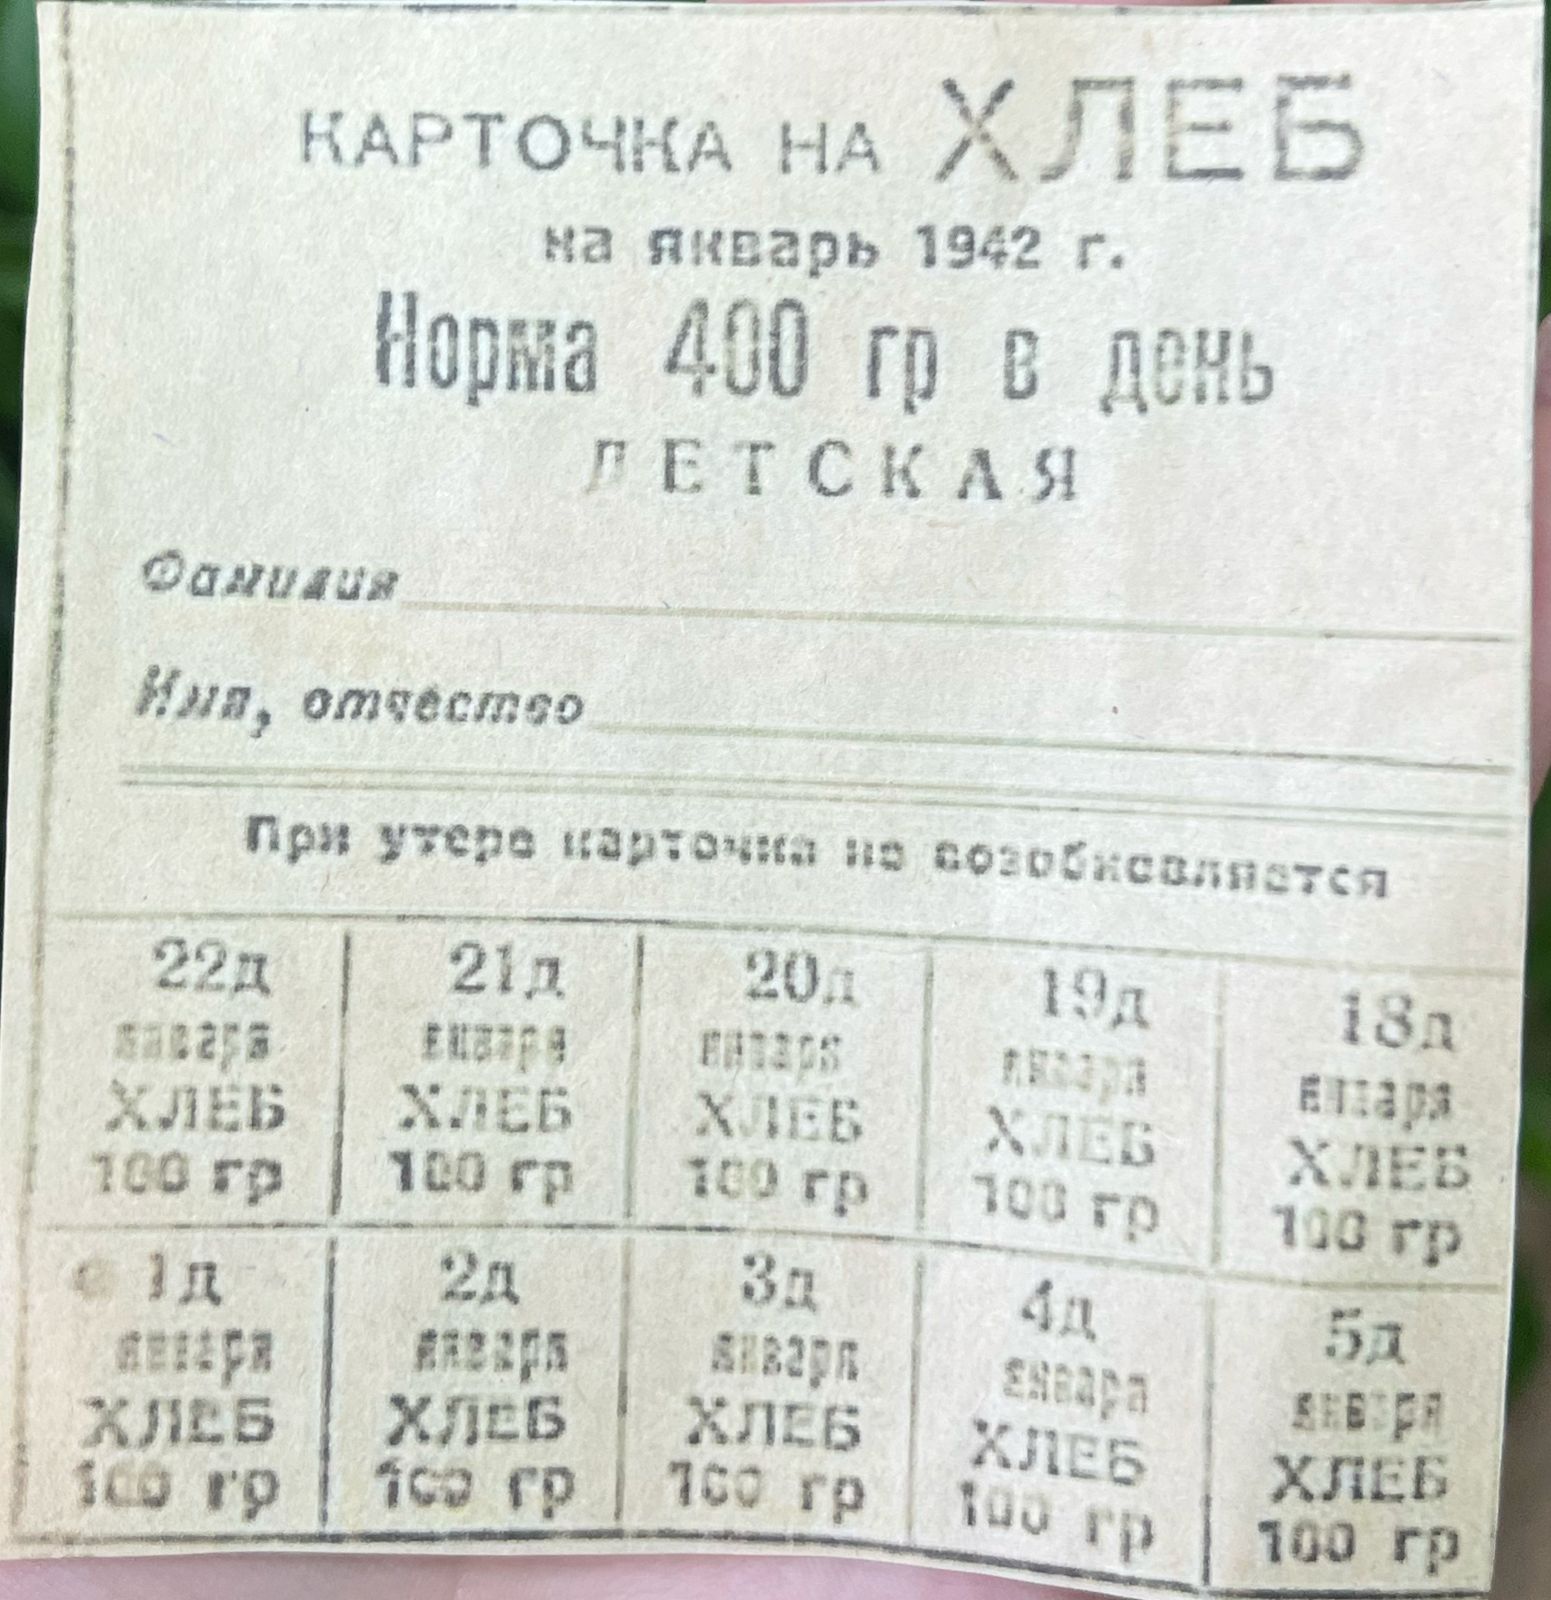 КАРТОЧКА НА ХЛЕБ
на январь 1942 г.
Норма 400 гр в день
ДЕТСКАЯ
Фамилия
Имя, отчество
При утере карточка не возобновляется
22д 21д 20д 19д 18д
января января января января января
ХЛЕБ ХЛЕБ ХЛЕБ ХЛЕБ ХЛЕБ
100 гр 100 гр 100 гр 100 гр 100 гр
1д 2д 3д 4д 5д
января января января января января
ХЛЕБ ХЛЕБ ХЛЕБ ХЛЕБ ХЛЕБ
100 гр 100 гр 100 гр 100 гр 100 гр